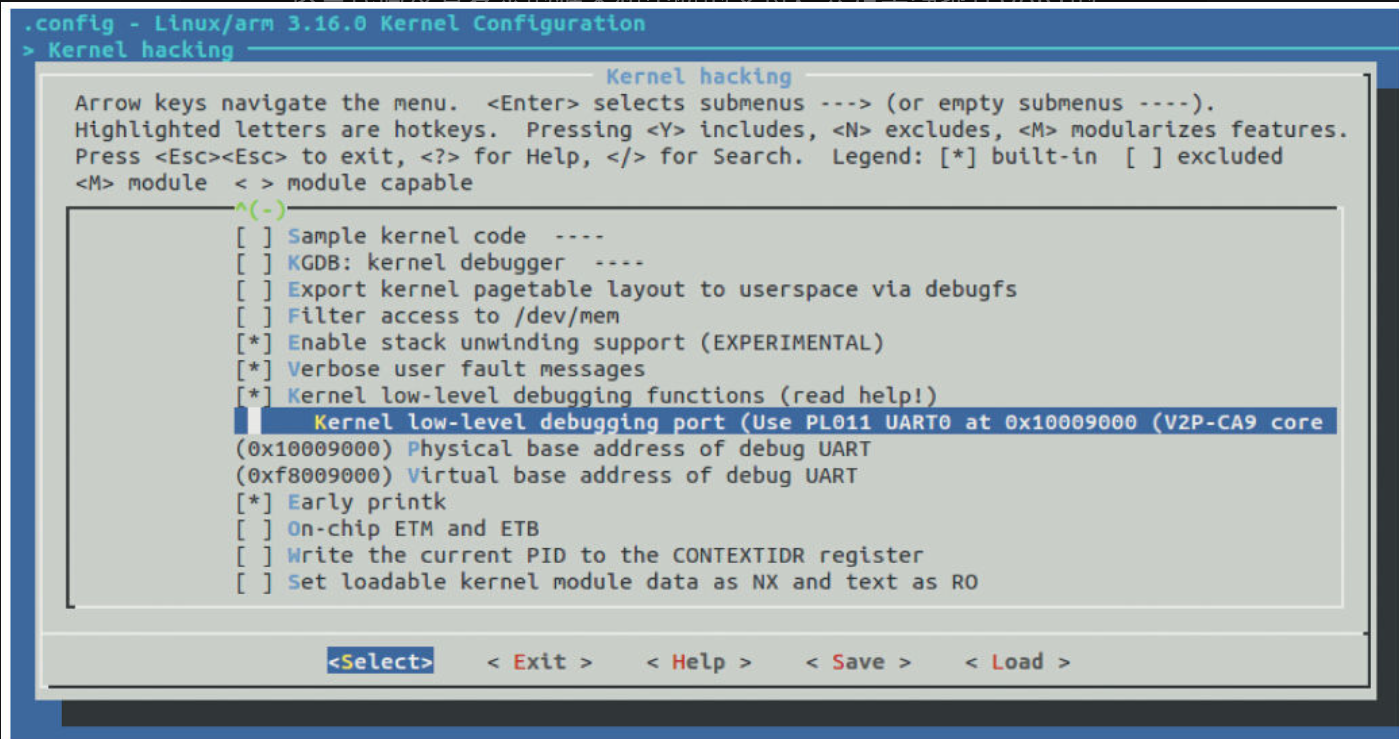 .config - Linux/arm 3.16.0 Kernel Configuration
> Kernel hacking
Kernel hacking
Arrow keys navigate the menu.  <Enter> selects submenus ---> (or empty submenus ----).
Highlighted letters are hotkeys.  Pressing <Y> includes, <N> excludes, <M> modularizes features.
Press <Esc><Esc> to exit, <?> for Help, </> for Search.  Legend: [*] built-in  [ ] excluded
<M> module  < > module capable
^(-)
[ ] Sample kernel code  ----
[ ] KGDB: kernel debugger  ----
[ ] Export kernel pagetable layout to userspace via debugfs
[ ] Filter access to /dev/mem
[*] Enable stack unwinding support (EXPERIMENTAL)
[*] Verbose user fault messages
[*] Kernel low-level debugging functions (read help!)
Kernel low-level debugging port (Use PL011 UART0 at 0x10009000 (V2P-CA9 core
(0x10009000) Physical base address of debug UART
(0xf8009000) Virtual base address of debug UART
[*] Early printk
[ ] On-chip ETM and ETB
[ ] Write the current PID to the CONTEXTIDR register
[ ] Set loadable kernel module data as NX and text as RO
<Select>    < Exit >    < Help >    < Save >    < Load >